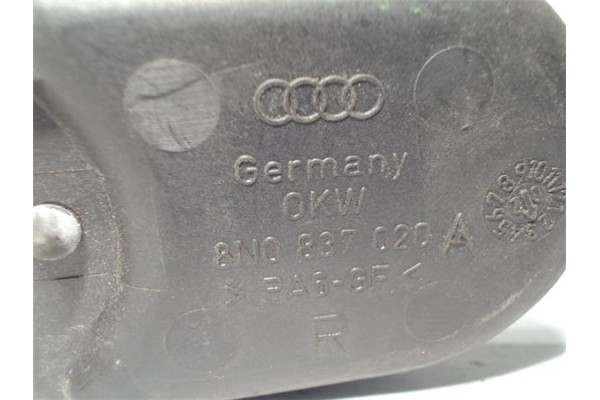 Germany
OKW
8N0 837 020 A
> PA6-GF <
R